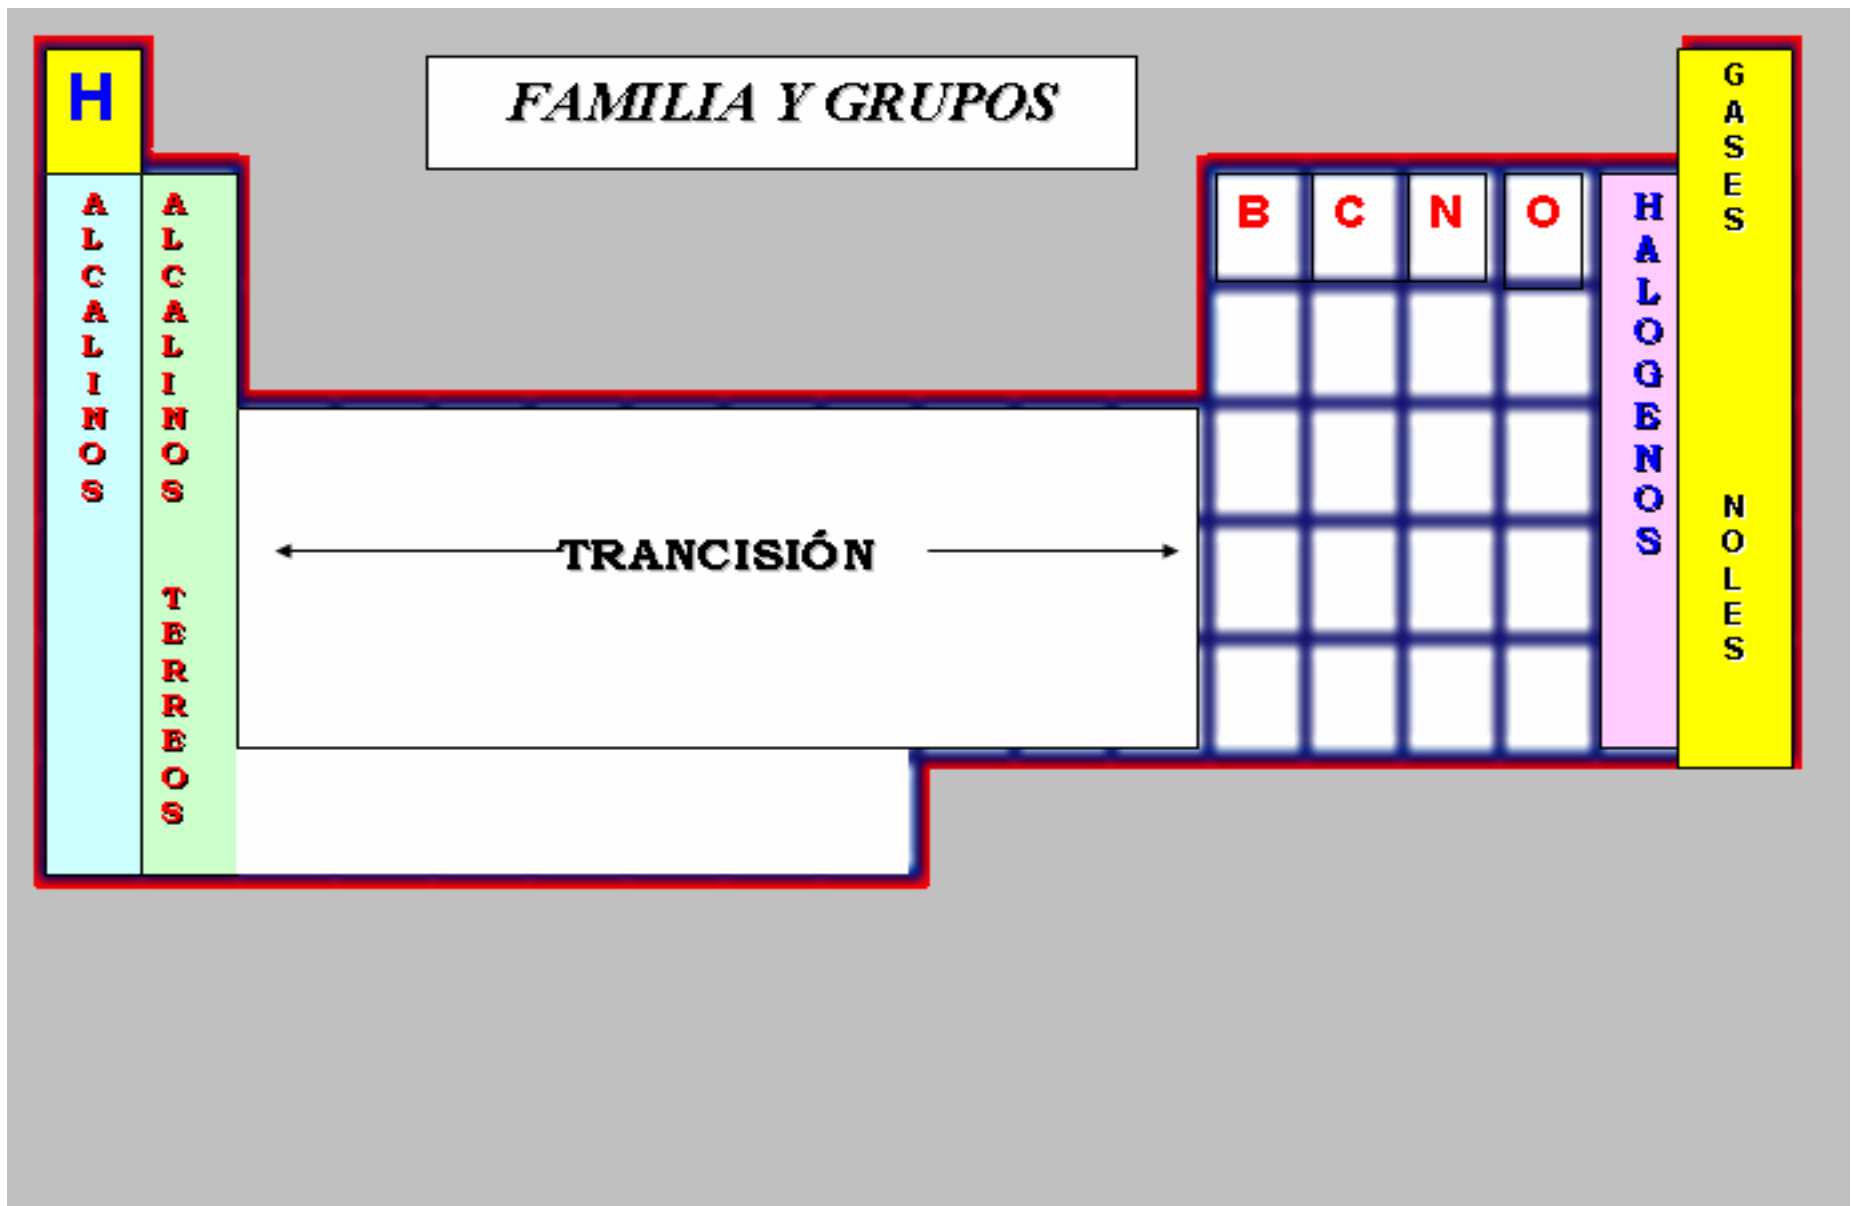 H
FAMILIA Y GRUPOS
GASES NOLES
ALCALINOS
ALCALINOS TERREOS
B
C
N
O
HALOGENOS
TRANCISIÓN